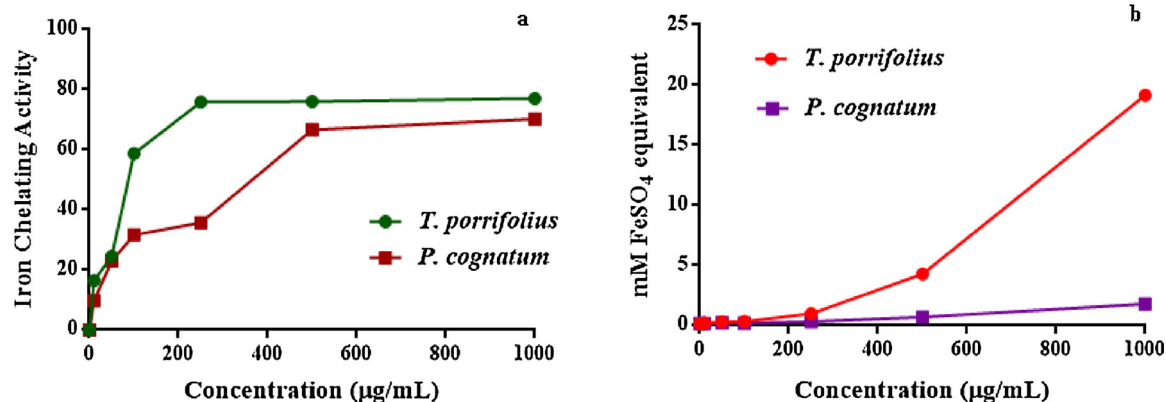 a
Iron Chelating Activity
100
80
60
40
20
0
T. porrifolius
P. cognatum
0 200 400 600 800 1000
Concentration (µg/mL)
b
mM FeSO4 equivalent
25
20
15
10
5
0
T. porrifolius
P. cognatum
0 200 400 600 800 1000
Concentration (µg/mL)